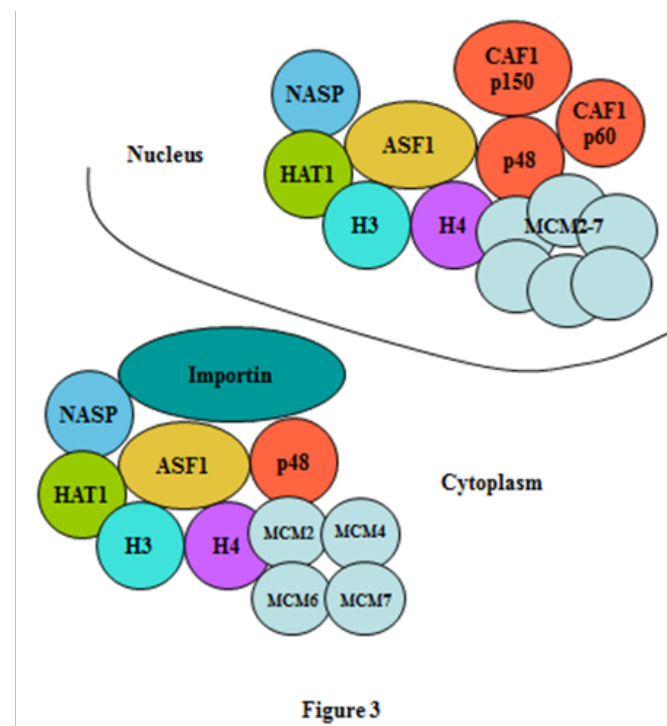 CAF1
p150
NASP
CAF1
p60
ASF1
Nucleus
p48
HAT1
H3
H4
MCM2-7
Importin
NASP
ASF1
p48
Cytoplasm
HAT1
H3
H4
MCM2
MCM4
MCM6
MCM7
Figure 3